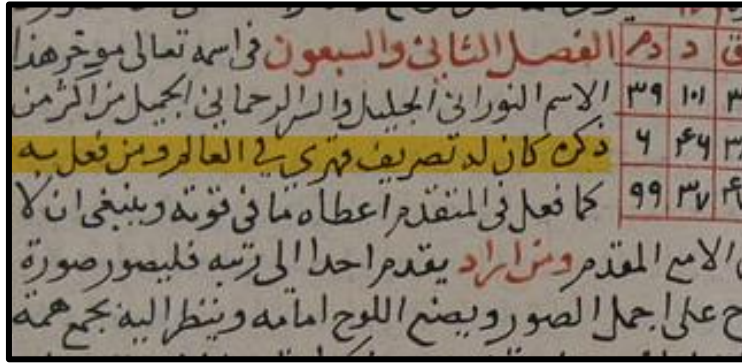 الفصل الثاني والسبعون في اسمه تعالى موخر هذا
الاسم النوراني الجليل والسر الرحماني الجميل من اكثر من
ذكره كان له تصريف قهري في العالم ومن فعل به
كما فعل في المتقدم اعطاه ما في قوته وينبغي ان لا
الاسم المقدم ومن اراد يقدم احدا الى رتبه فليصور صورة
على اجمل الصور ويضع اللوح امامه وينظر اليه بجمع همة
د
٣٩ ١٠١
٦ ٤٦
٩٩ ٣٧